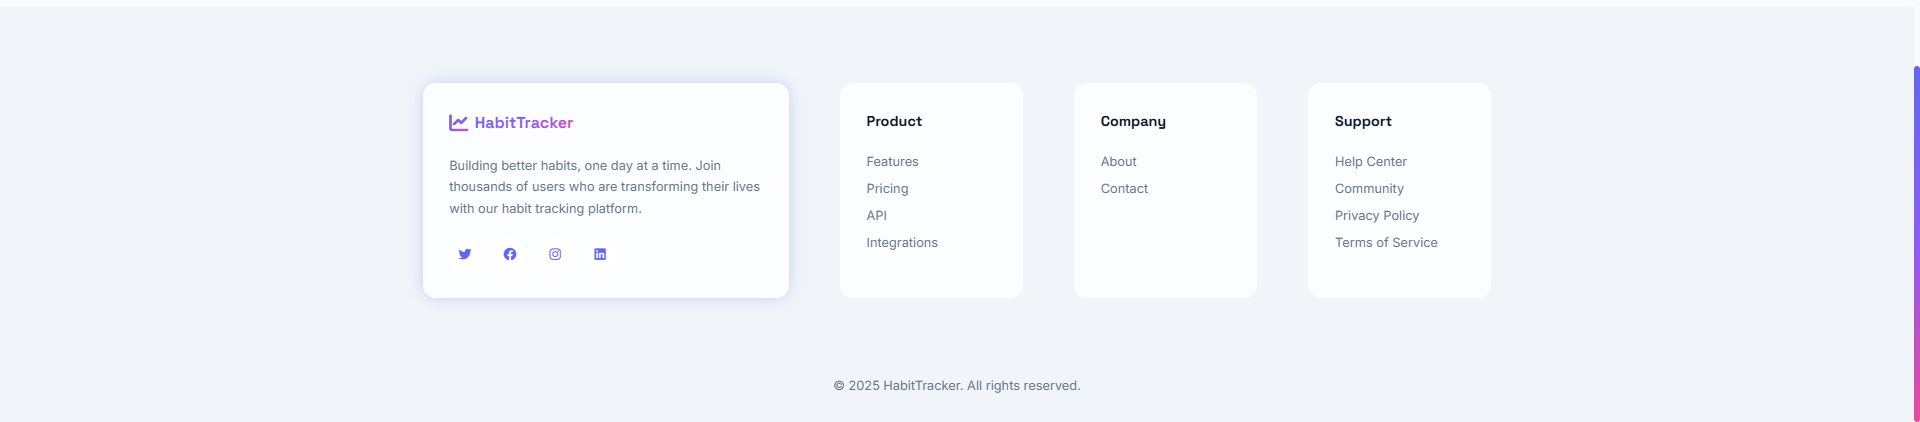 HabitTracker
Building better habits, one day at a time. Join
thousands of users who are transforming their lives
with our habit tracking platform.
Product
Features
Pricing
API
Integrations
Company
About
Contact
Support
Help Center
Community
Privacy Policy
Terms of Service
© 2025 HabitTracker. All rights reserved.